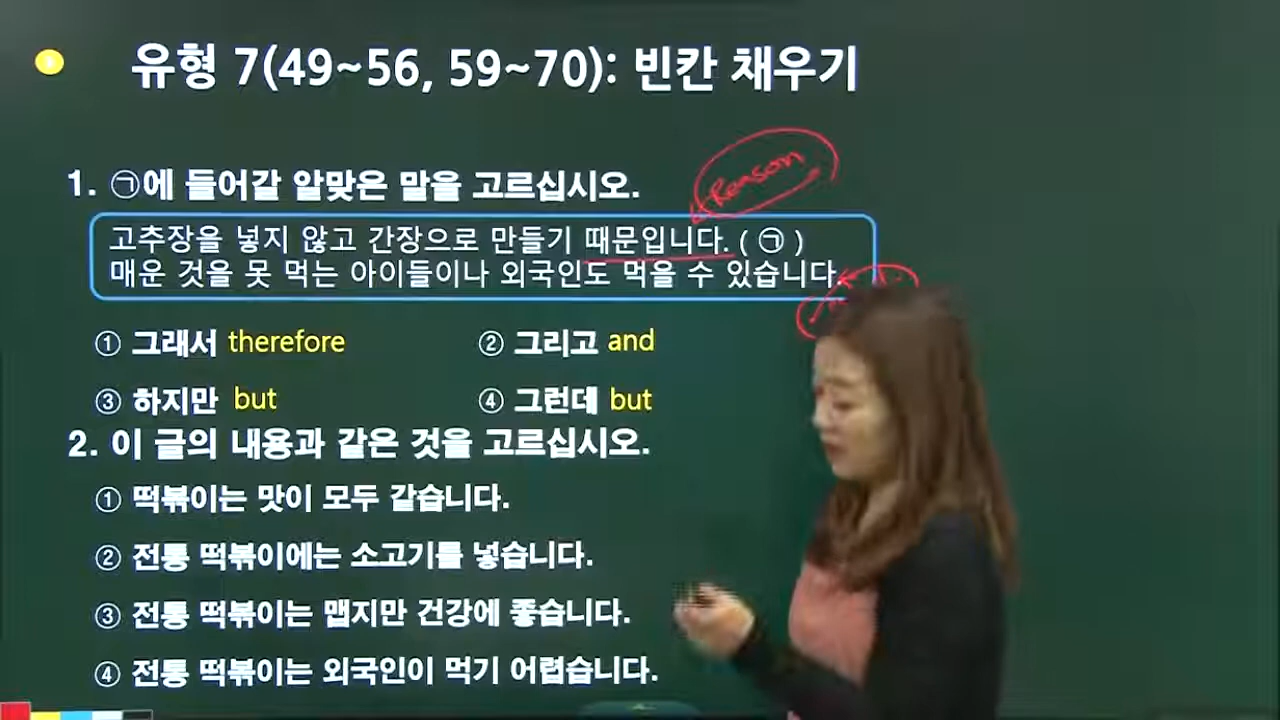 유형 7(49~56, 59~70): 빈칸 채우기
Reason
1. ㉠에 들어갈 알맞은 말을 고르십시오.
고추장을 넣지 않고 간장으로 만들기 때문입니다. ( ㉠ )
매운 것을 못 먹는 아이들이나 외국인도 먹을 수 있습니다.
① 그래서 therefore ② 그리고 and
③ 하지만 but ④ 그런데 but
2. 이 글의 내용과 같은 것을 고르십시오.
① 떡볶이는 맛이 모두 같습니다.
② 전통 떡볶이에는 소고기를 넣습니다.
③ 전통 떡볶이는 맵지만 건강에 좋습니다.
④ 전통 떡볶이는 외국인이 먹기 어렵습니다.